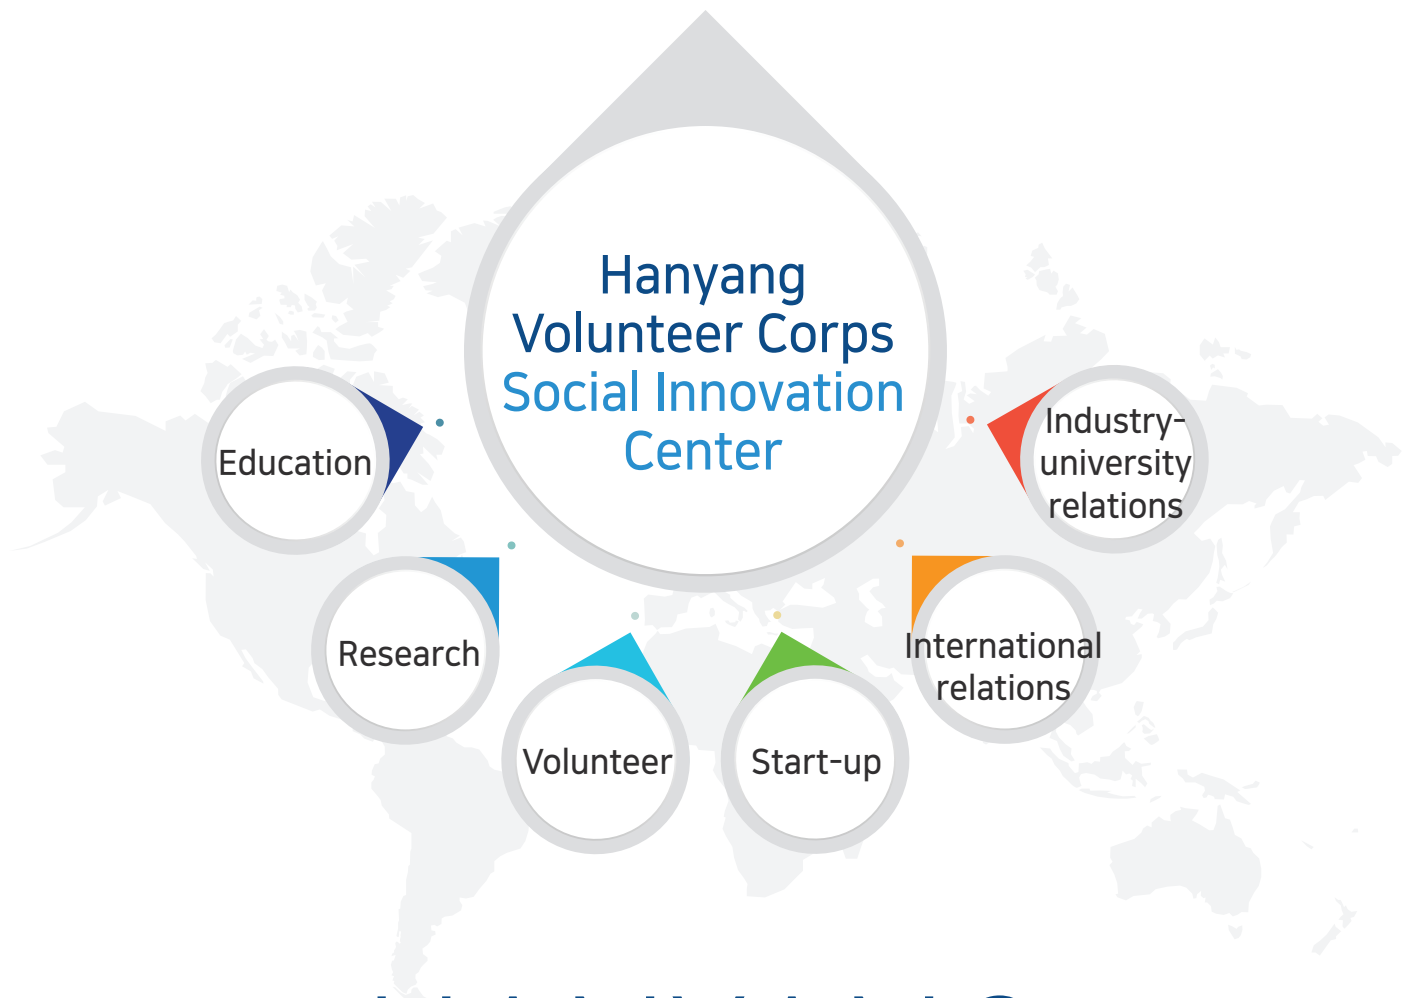 Hanyang
Volunteer Corps
Social Innovation
Center
Education
Research
Volunteer
Start-up
International
relations
Industry-
university
relations